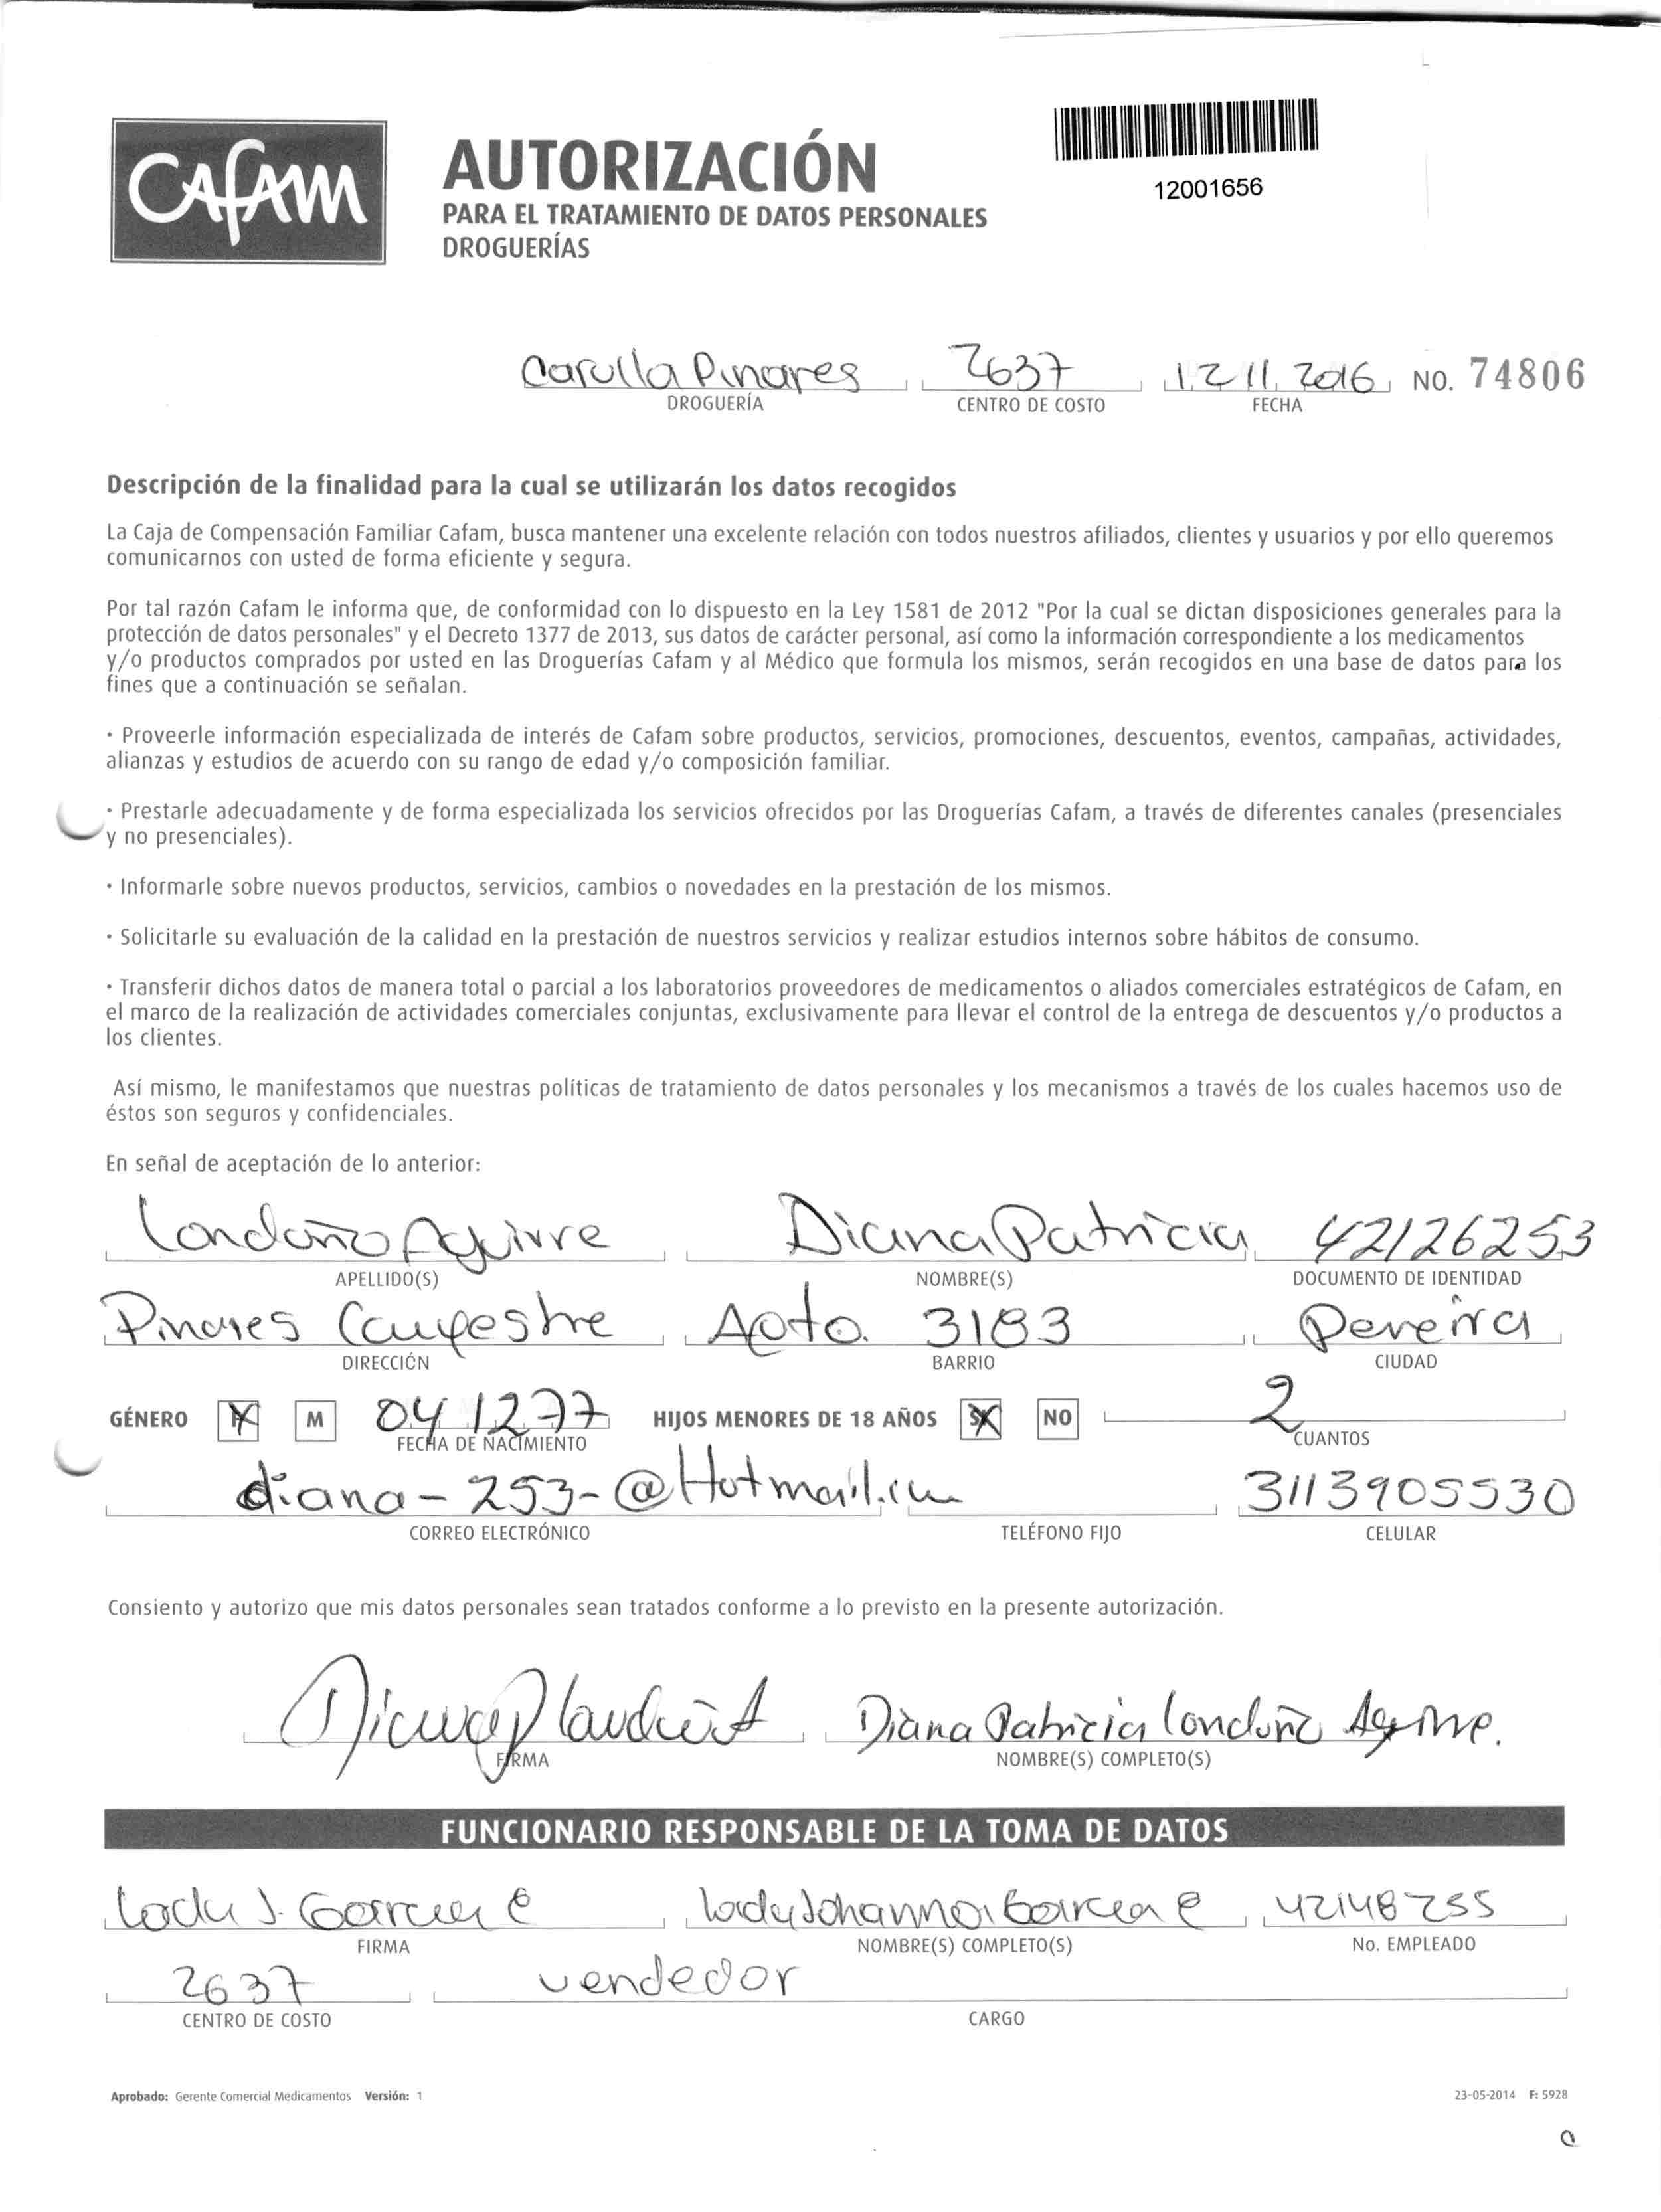 CAFAM
AUTORIZACIÓN
PARA EL TRATAMIENTO DE DATOS PERSONALES
DROGUERÍAS
12001656
Carulla Pinares 2637 12 11 2016 NO. 74806
DROGUERÍA CENTRO DE COSTO FECHA
Descripción de la finalidad para la cual se utilizarán los datos recogidos
La Caja de Compensación Familiar Cafam, busca mantener una excelente relación con todos nuestros afiliados, clientes y usuarios y por ello queremos
comunicarnos con usted de forma eficiente y segura.
Por tal razón Cafam le informa que, de conformidad con lo dispuesto en la Ley 1581 de 2012 "Por la cual se dictan disposiciones generales para la
protección de datos personales" y el Decreto 1377 de 2013, sus datos de carácter personal, así como la información correspondiente a los medicamentos
y/o productos comprados por usted en las Droguerías Cafam y al Médico que formula los mismos, serán recogidos en una base de datos para los
fines que a continuación se señalan.
· Proveerle información especializada de interés de Cafam sobre productos, servicios, promociones, descuentos, eventos, campañas, actividades,
alianzas y estudios de acuerdo con su rango de edad y/o composición familiar.
· Prestarle adecuadamente y de forma especializada los servicios ofrecidos por las Droguerías Cafam, a través de diferentes canales (presenciales
y no presenciales).
· Informarle sobre nuevos productos, servicios, cambios o novedades en la prestación de los mismos.
· Solicitarle su evaluación de la calidad en la prestación de nuestros servicios y realizar estudios internos sobre hábitos de consumo.
· Transferir dichos datos de manera total o parcial a los laboratorios proveedores de medicamentos o aliados comerciales estratégicos de Cafam, en
el marco de la realización de actividades comerciales conjuntas, exclusivamente para llevar el control de la entrega de descuentos y/o productos a
los clientes.
Así mismo, le manifestamos que nuestras políticas de tratamiento de datos personales y los mecanismos a través de los cuales hacemos uso de
éstos son seguros y confidenciales.
En señal de aceptación de lo anterior:
Londoño Aguirre Diana Patricia 42126253
APELLIDO(S) NOMBRE(S) DOCUMENTO DE IDENTIDAD
Pinares Campestre Apto. 3183 Pereira
DIRECCIÓN BARRIO CIUDAD
GÉNERO F M 04 12 77 HIJOS MENORES DE 18 AÑOS SI NO 2
FECHA DE NACIMIENTO CUANTOS
diana-253-@Hotmail.com 3113905530
CORREO ELECTRÓNICO TELÉFONO FIJO CELULAR
Consiento y autorizo que mis datos personales sean tratados conforme a lo previsto en la presente autorización.
Diana Patricia Londoño Aguirre.
FIRMA NOMBRE(S) COMPLETO(S)
FUNCIONARIO RESPONSABLE DE LA TOMA DE DATOS
Lady J. Garcia E Lady Johanna Garcia E 42148255
FIRMA NOMBRE(S) COMPLETO(S) No. EMPLEADO
2637 vendedor
CENTRO DE COSTO CARGO
Aprobado: Gerente Comercial Medicamentos Versión: 1 23-05-2014 F: 5928